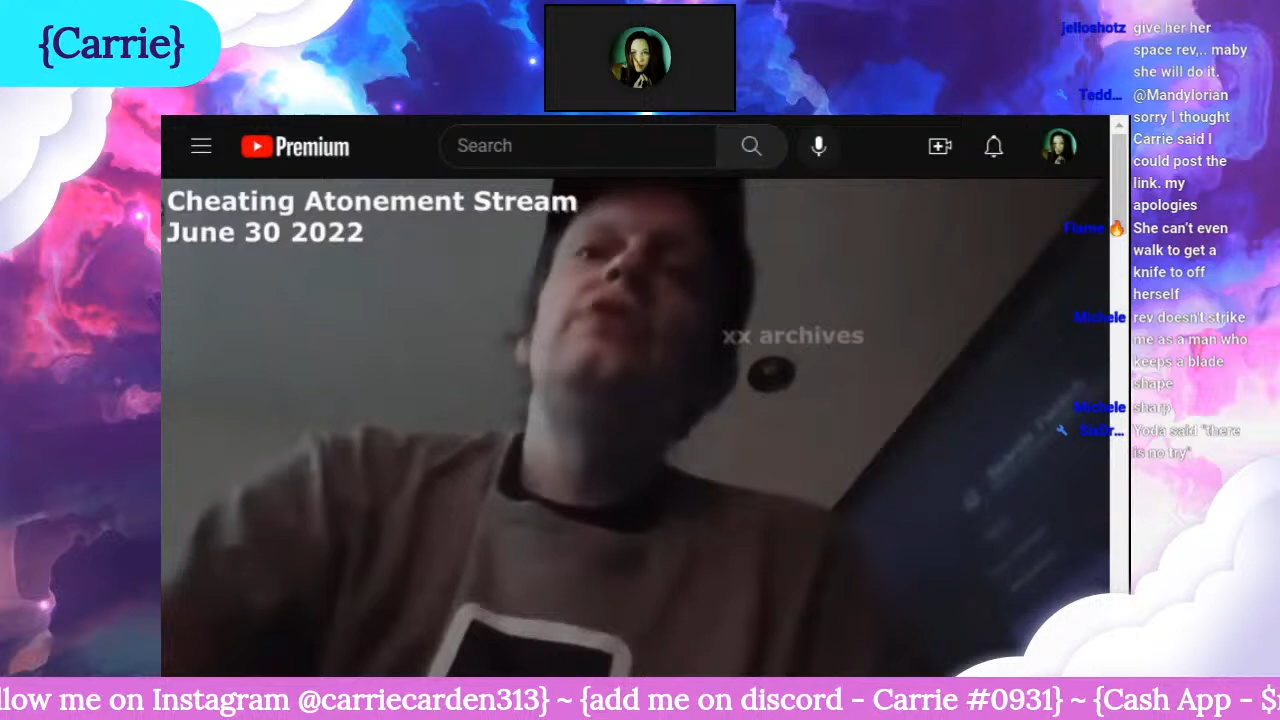 {Carrie}
Premium
Search
Cheating Atonement Stream
June 30 2022
xx archives
jelloshotz give her her
space rev,.. maby
she will do it.
Tedd... @Mandylorian
sorry I thought
Carrie said I
could post the
link. my
apologies
Flame🔥 She can't even
walk to get a
knife to off
herself
Michele rev doesn't strike
me as a man who
keeps a blade
shape
Michele sharp
Yoda said "there
is no try".
llow me on Instagram @carriecarden313} ~ {add me on discord - Carrie #0931} ~ {Cash App - $